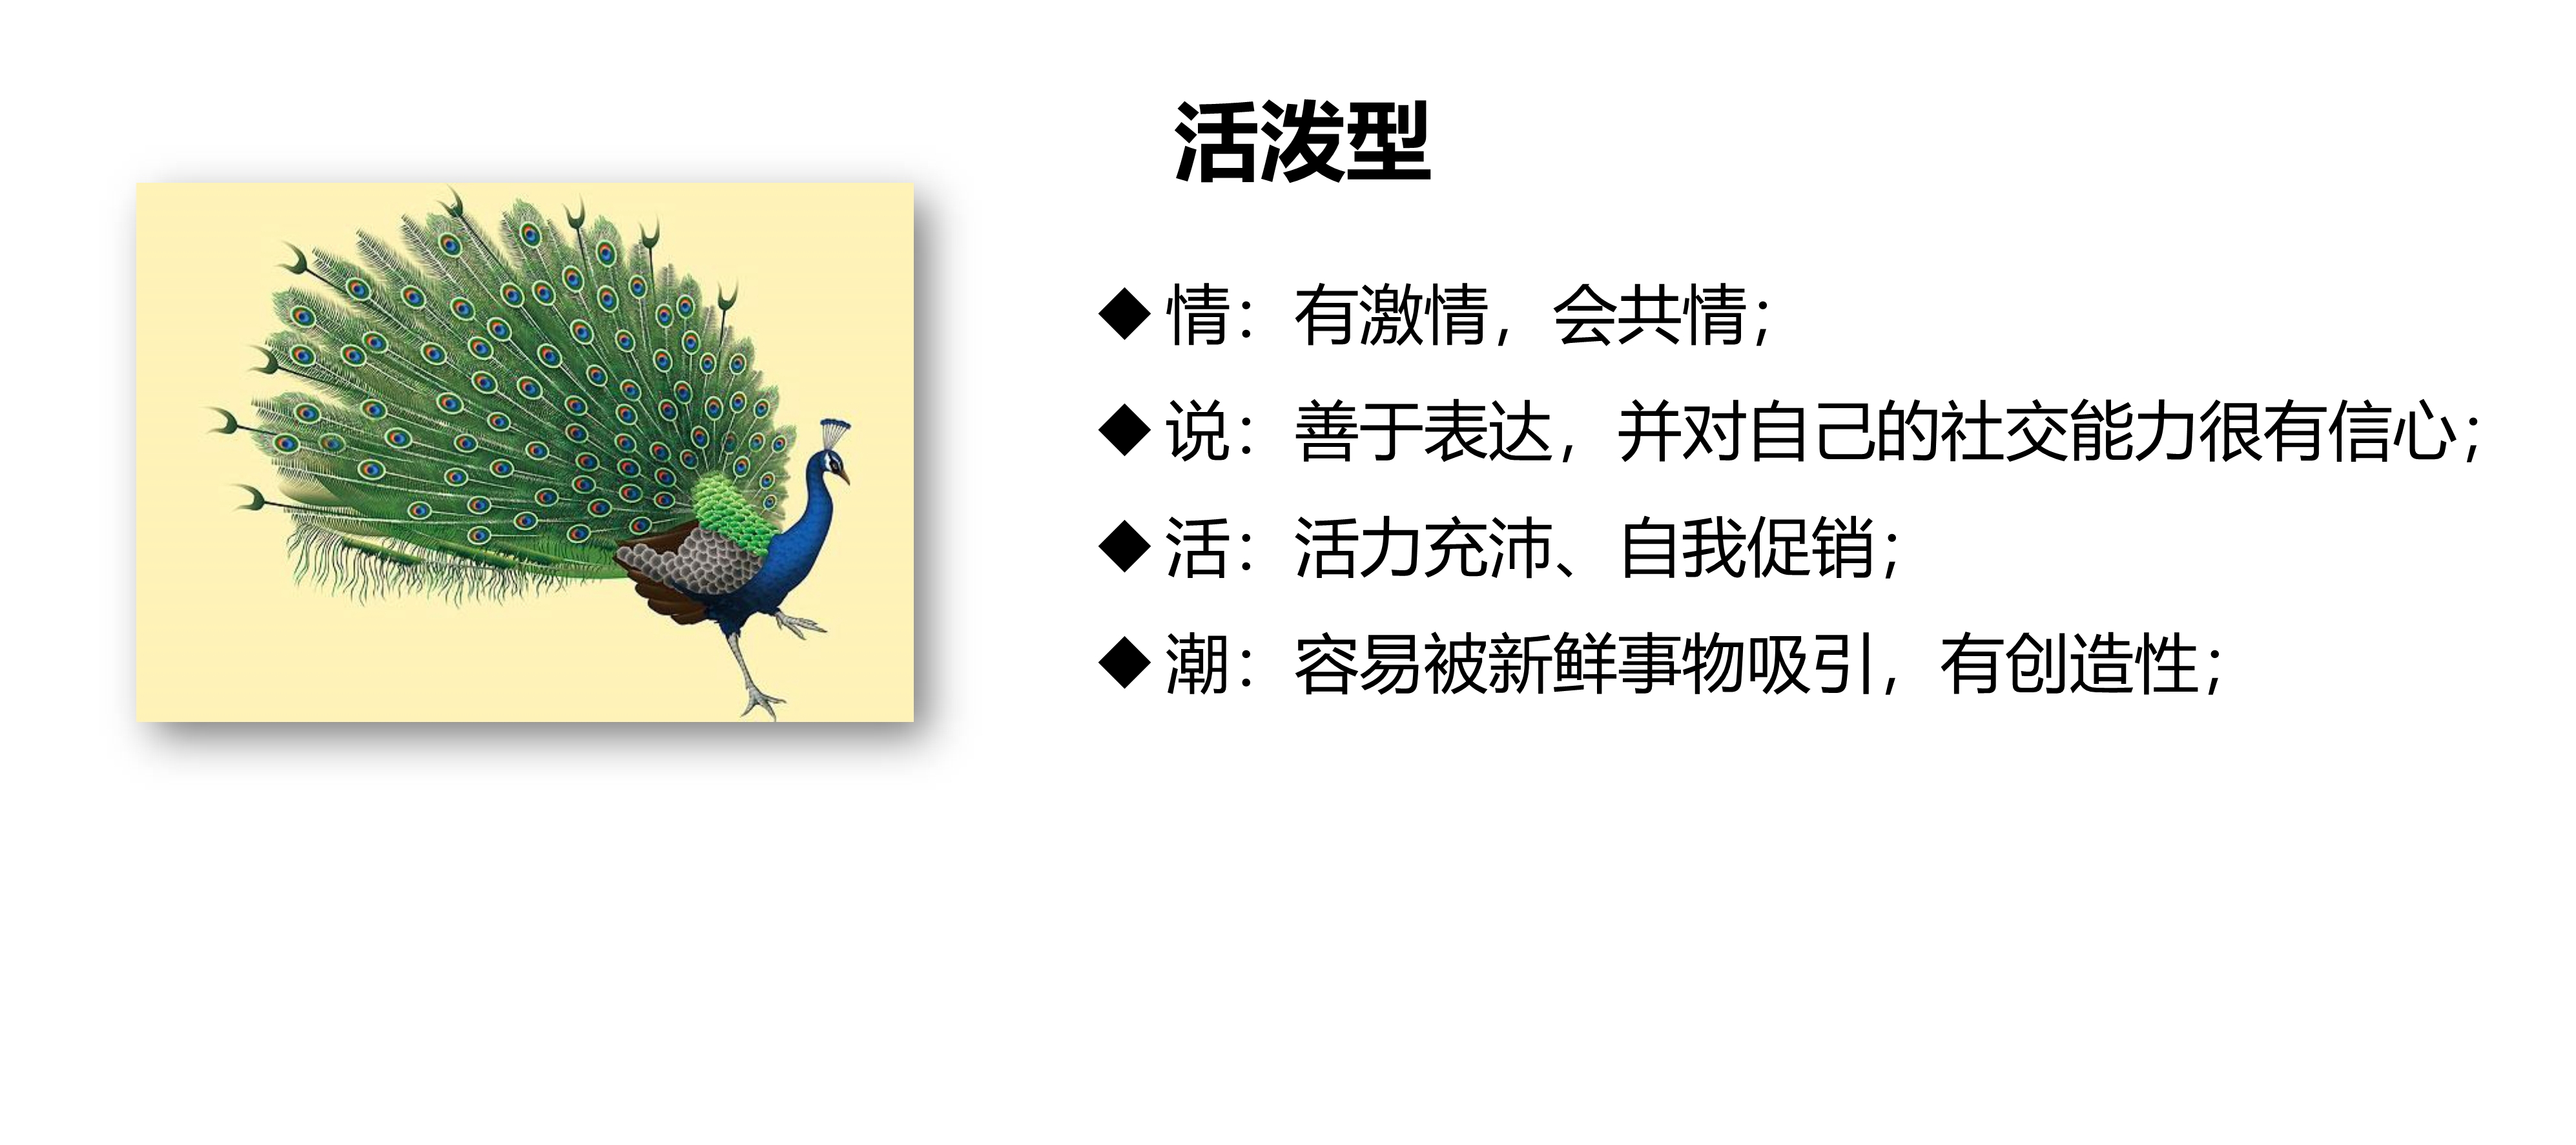 活泼型
◆情：有激情，会共情；
◆说：善于表达，并对自己的社交能力很有信心；
◆活：活力充沛、自我促销；
◆潮：容易被新鲜事物吸引，有创造性；